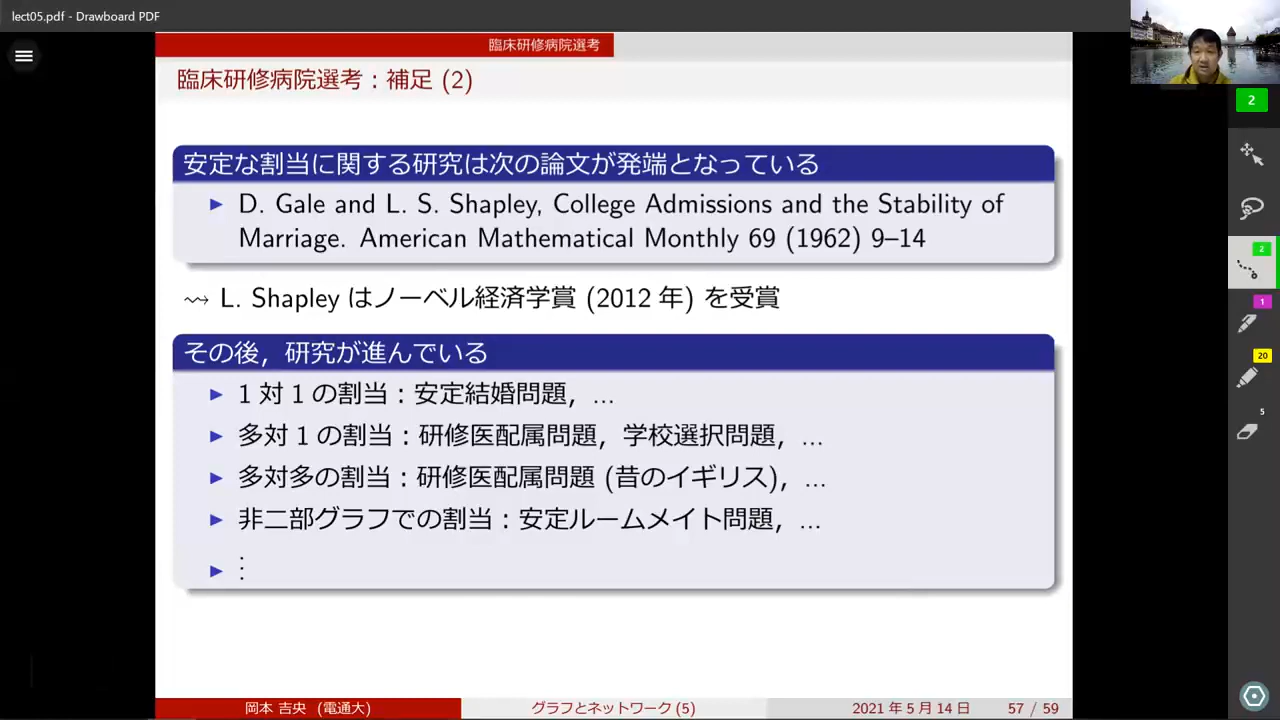 lect05.pdf - Drawboard PDF
臨床研修病院選考
臨床研修病院選考 : 補足 (2)
安定な割当に関する研究は次の論文が発端となっている
▶ D. Gale and L. S. Shapley, College Admissions and the Stability of
Marriage. American Mathematical Monthly 69 (1962) 9–14
⇝ L. Shapley はノーベル経済学賞 (2012 年) を受賞
その後，研究が進んでいる
▶ 1 対 1 の割当 : 安定結婚問題，...
▶ 多対 1 の割当 : 研修医配属問題，学校選択問題，...
▶ 多対多の割当 : 研修医配属問題 (昔のイギリス)，...
▶ 非二部グラフでの割当 : 安定ルームメイト問題，...
▶ ⋮
岡本 吉央 (電通大)
グラフとネットワーク (5)
2021 年 5 月 14 日
57 / 59
2
2
1
20
5